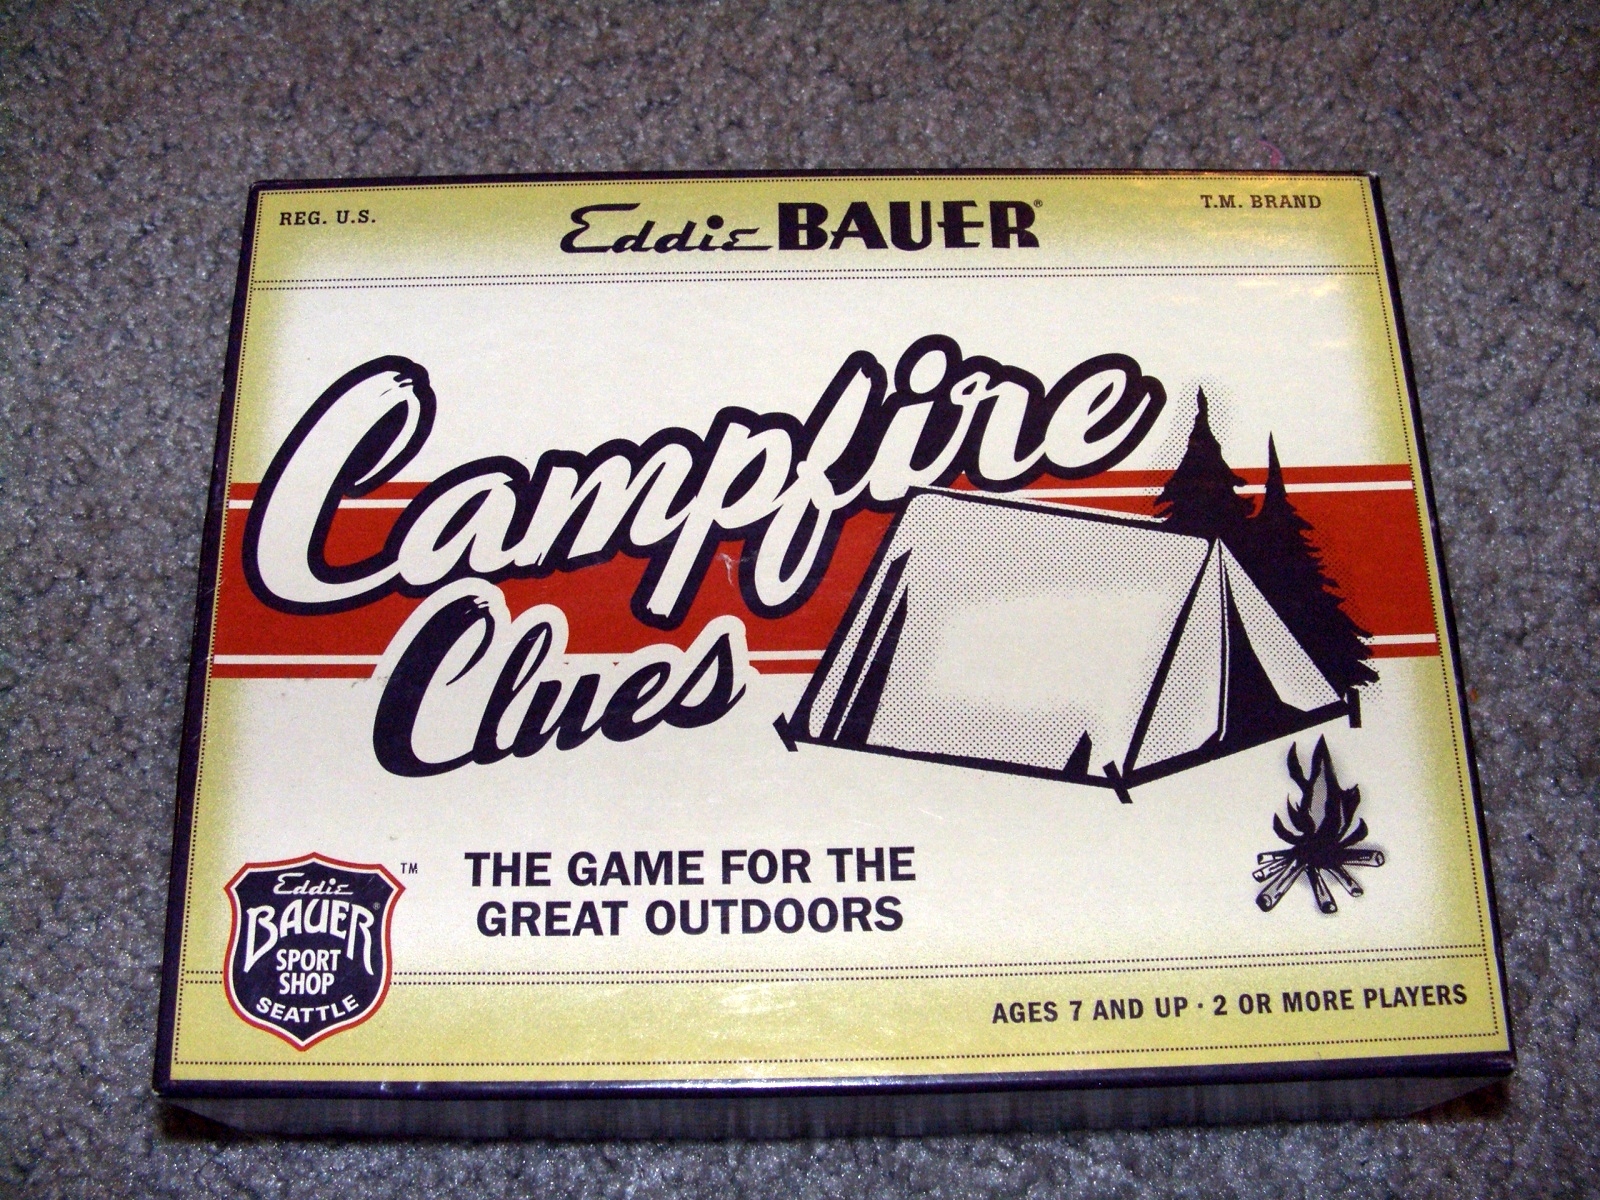 REG. U.S.
Eddie BAUER®
T.M. BRAND
Campfire
Clues
THE GAME FOR THE
GREAT OUTDOORS
Eddie
BAUER®
SPORT
SHOP
SEATTLE
TM
AGES 7 AND UP · 2 OR MORE PLAYERS